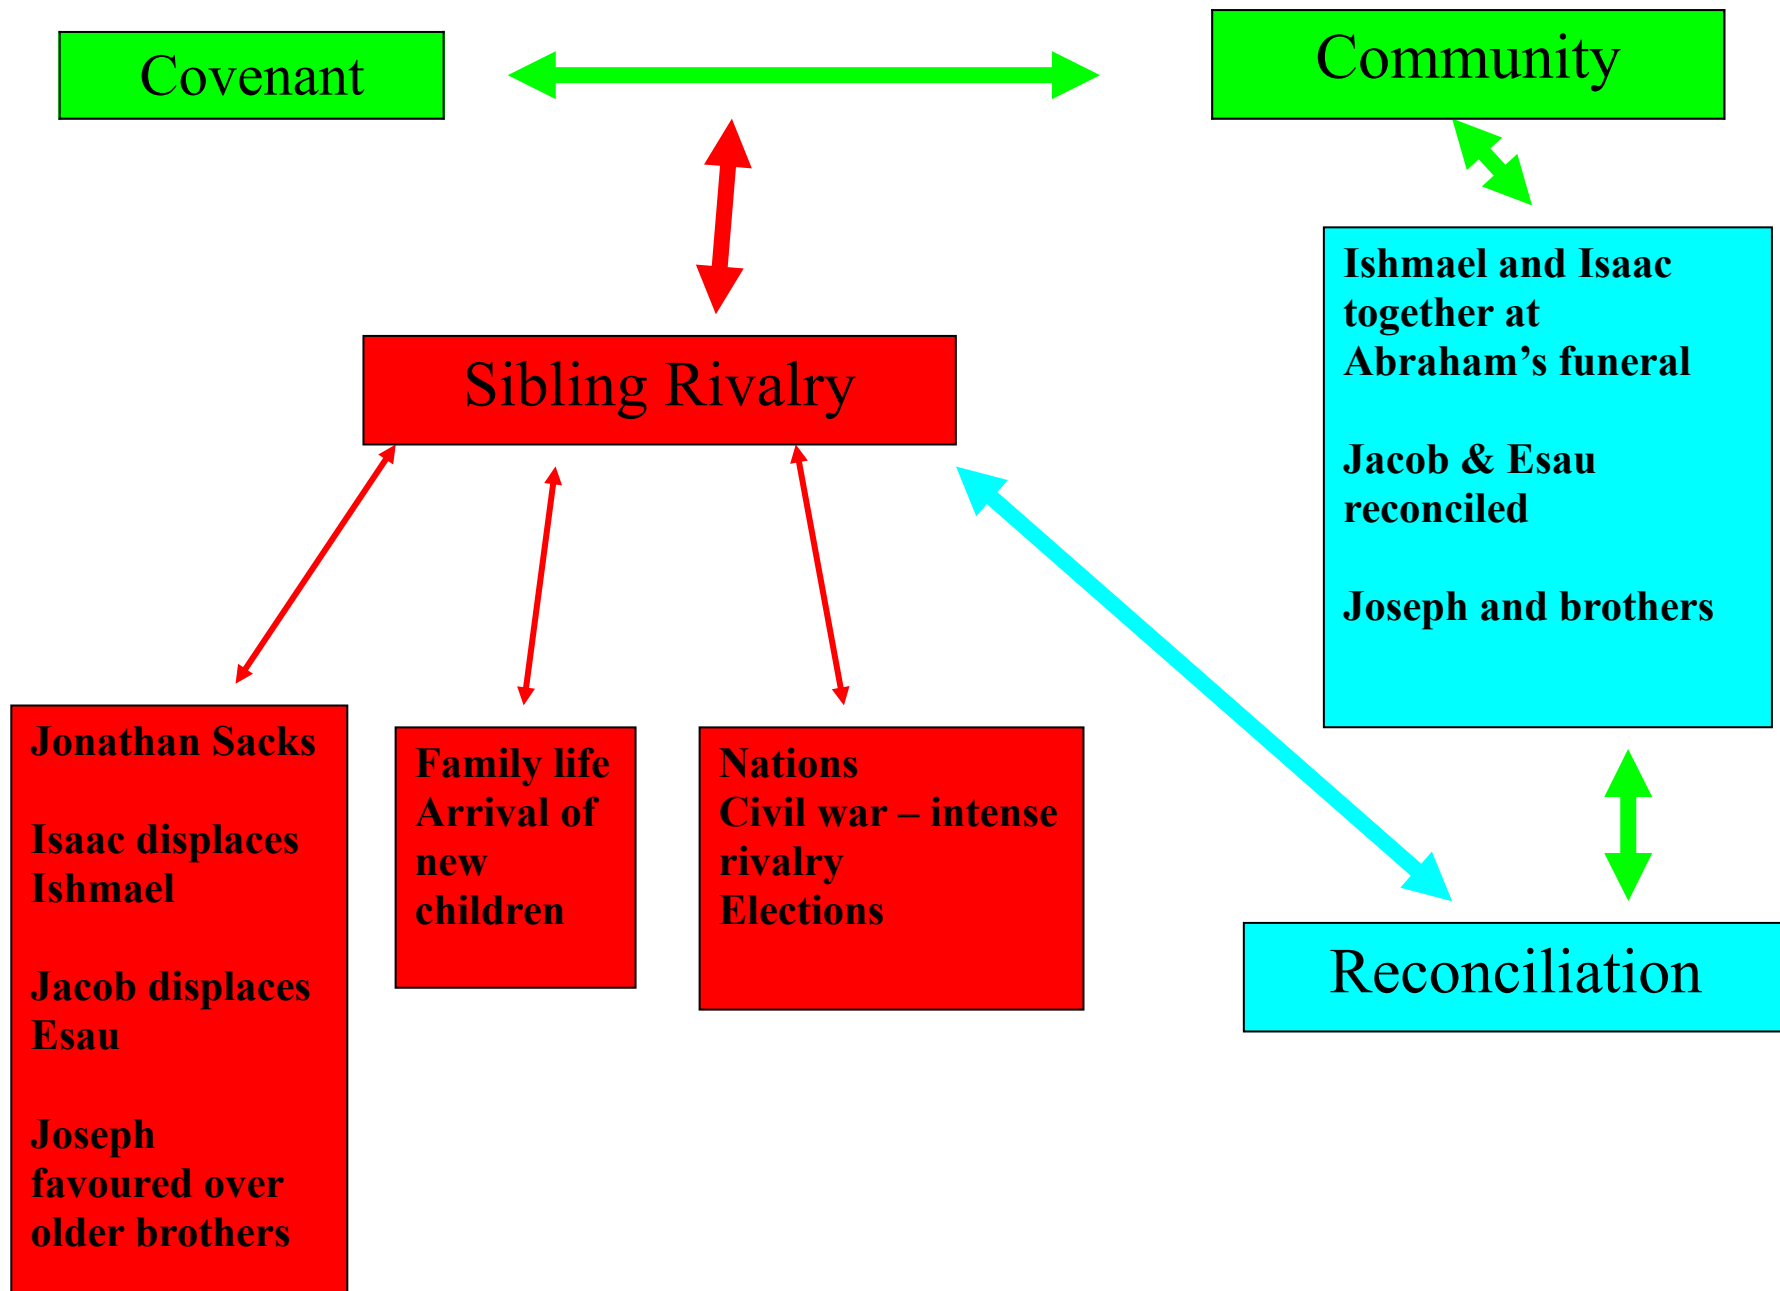 Covenant
Community
Sibling Rivalry
Ishmael and Isaac
together at
Abraham’s funeral
Jacob & Esau
reconciled
Joseph and brothers
Jonathan Sacks
Isaac displaces
Ishmael
Jacob displaces
Esau
Joseph
favoured over
older brothers
Family life
Arrival of
new
children
Nations
Civil war – intense
rivalry
Elections
Reconciliation